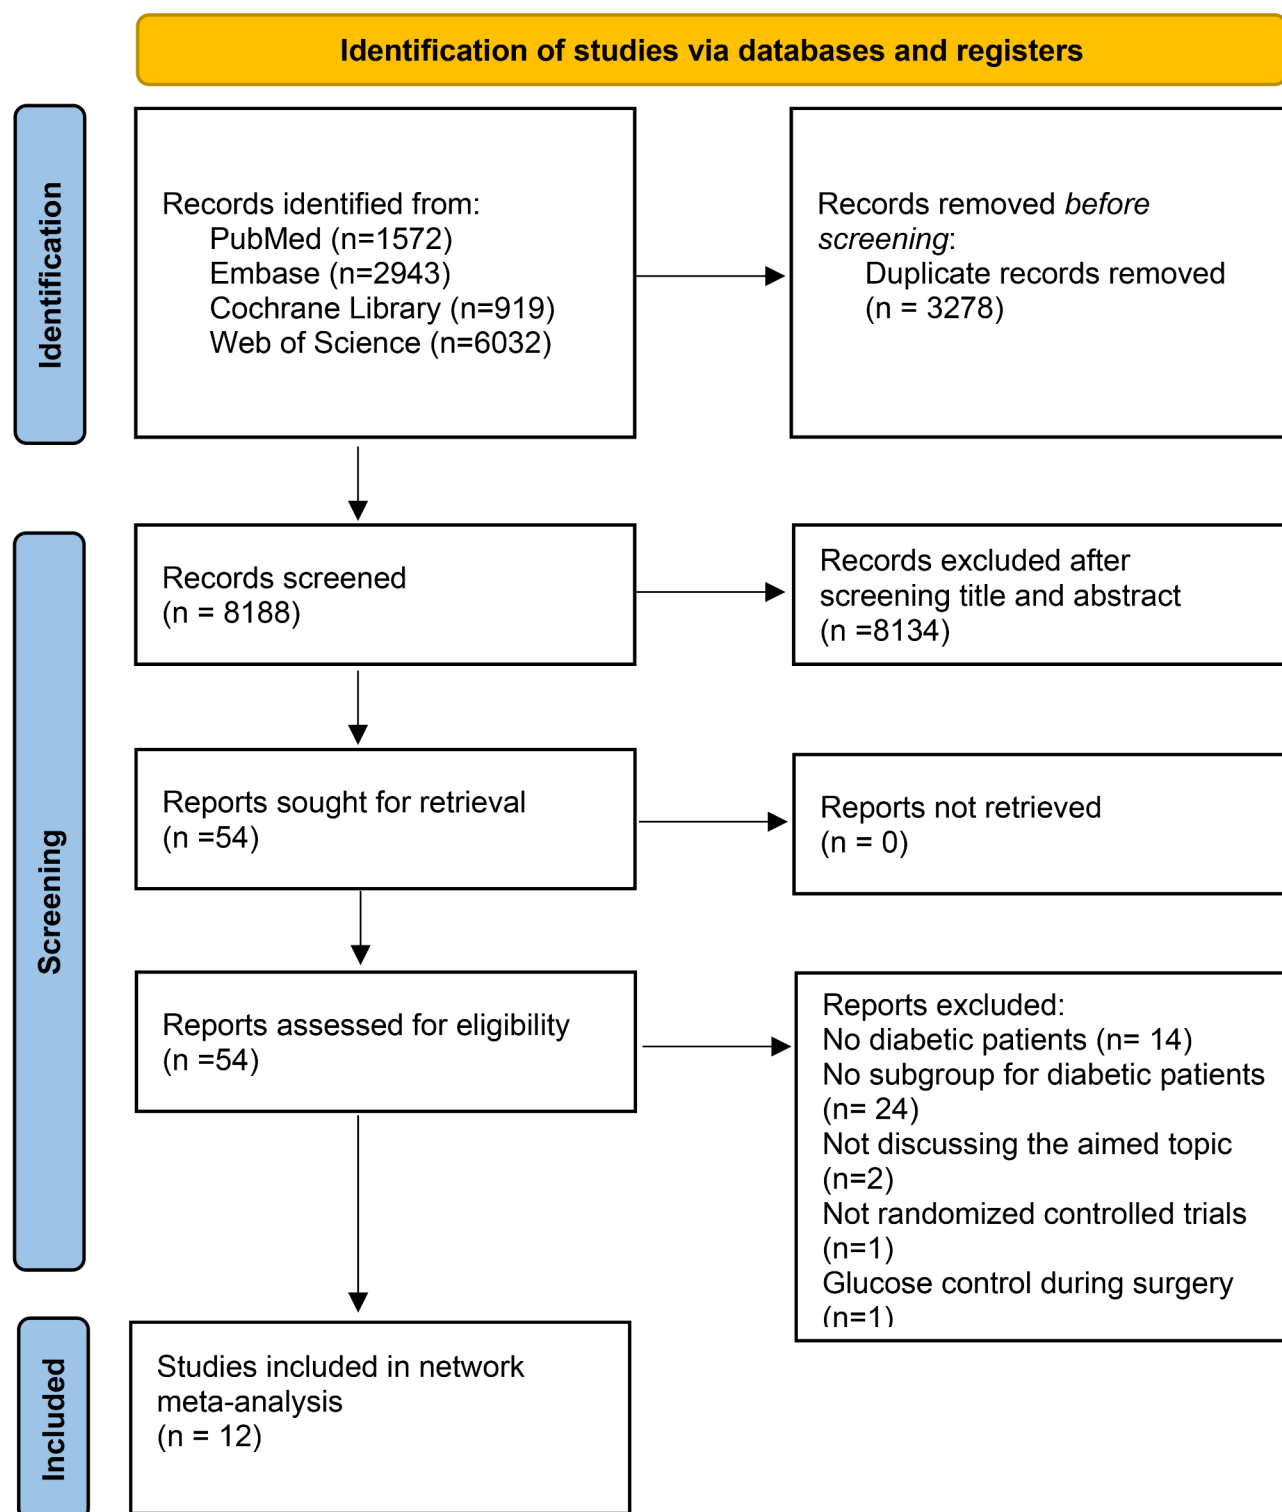 Identification of studies via databases and registers
Identification
Records identified from:
PubMed (n=1572)
Embase (n=2943)
Cochrane Library (n=919)
Web of Science (n=6032)
Records removed before
screening:
Duplicate records removed
(n = 3278)
Screening
Records screened
(n = 8188)
Records excluded after
screening title and abstract
(n =8134)
Reports sought for retrieval
(n =54)
Reports not retrieved
(n = 0)
Reports assessed for eligibility
(n =54)
Reports excluded:
No diabetic patients (n= 14)
No subgroup for diabetic patients
(n= 24)
Not discussing the aimed topic
(n=2)
Not randomized controlled trials
(n=1)
Glucose control during surgery
(n=1)
Included
Studies included in network
meta-analysis
(n = 12)